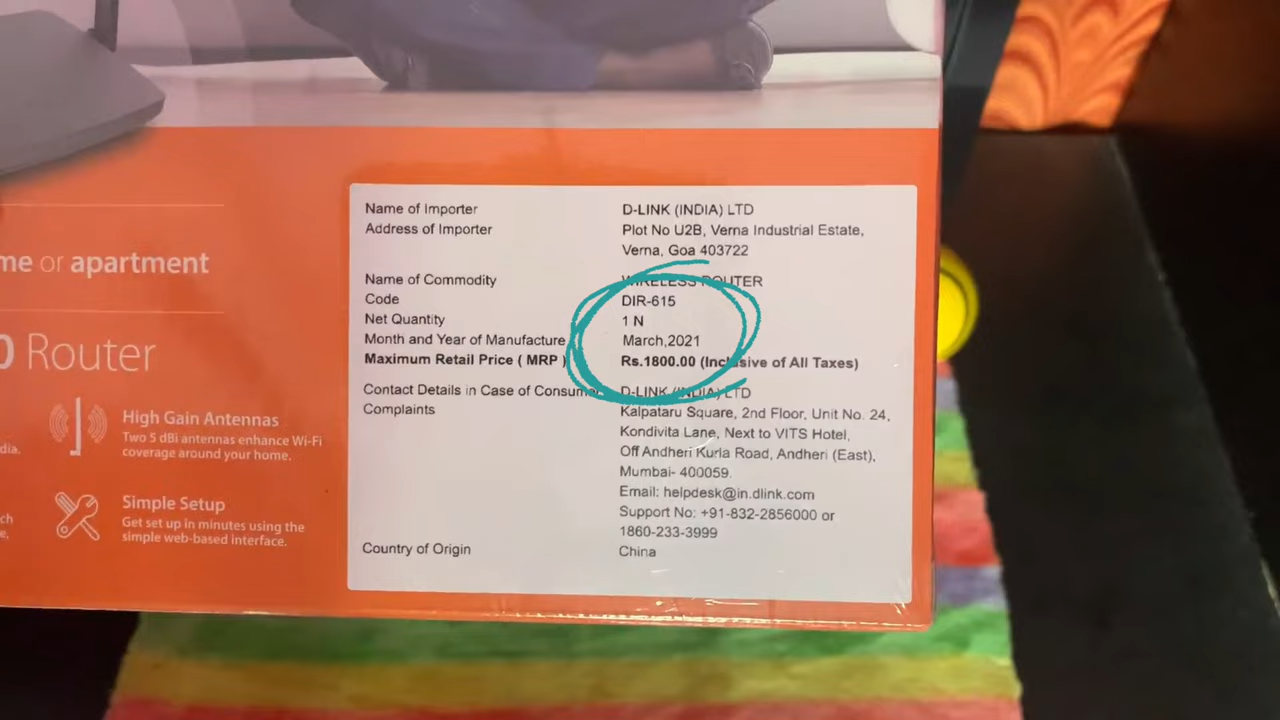 me or apartment
0 Router
High Gain Antennas
Two 5 dBi antennas enhance Wi-Fi
coverage around your home.
dia.
Simple Setup
Get set up in minutes using the
simple web-based interface.
ch
e,
Name of Importer D-LINK (INDIA) LTD
Address of Importer Plot No U2B, Verna Industrial Estate,
Verna, Goa 403722
Name of Commodity WIRELESS ROUTER
Code DIR-615
Net Quantity 1 N
Month and Year of Manufacture March,2021
Maximum Retail Price ( MRP ) Rs.1800.00 (Inclusive of All Taxes)
Contact Details in Case of Consumer D-LINK (INDIA) LTD
Complaints Kalpataru Square, 2nd Floor, Unit No. 24,
Kondivita Lane, Next to VITS Hotel,
Off Andheri Kurla Road, Andheri (East),
Mumbai- 400059.
Email: helpdesk@in.dlink.com
Support No: +91-832-2856000 or
1860-233-3999
Country of Origin China